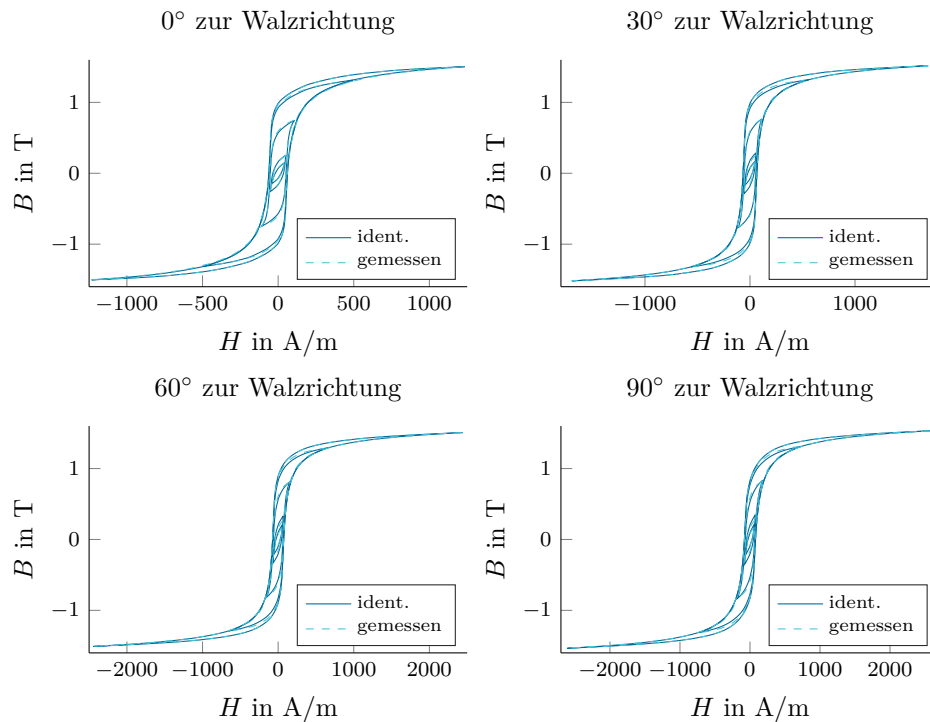 0° zur Walzrichtung
30° zur Walzrichtung
1
0
−1
B in T
ident.
gemessen
−1000 −500 0 500 1000
H in A/m
1
0
−1
B in T
ident.
gemessen
−1000 0 1000
H in A/m
60° zur Walzrichtung
90° zur Walzrichtung
1
0
−1
B in T
ident.
gemessen
−2000 −1000 0 1000 2000
H in A/m
1
0
−1
B in T
ident.
gemessen
−2000 −1000 0 1000 2000
H in A/m